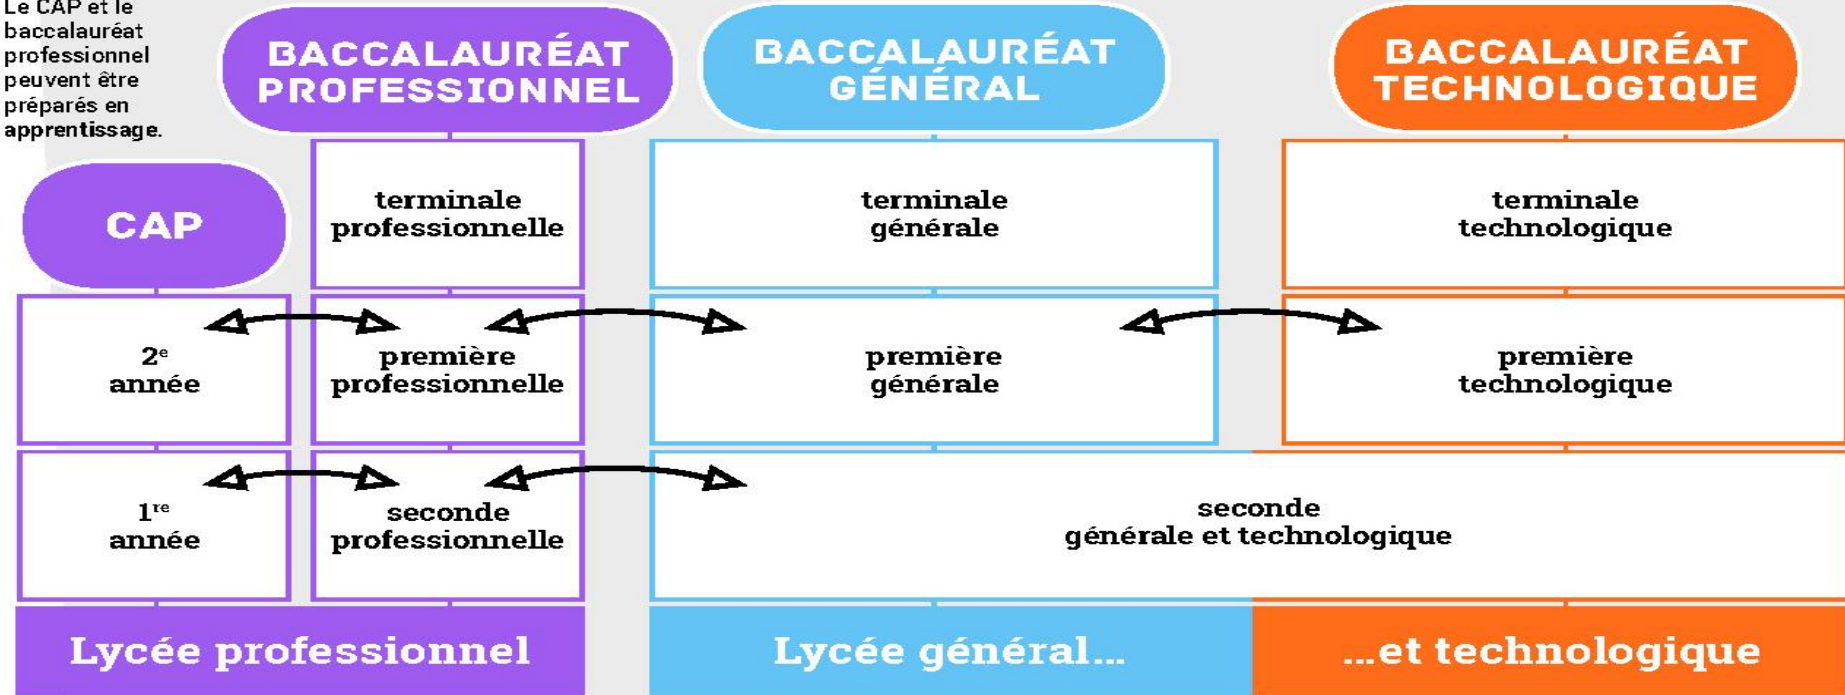 Le CAP et le
baccalauréat
professionnel
peuvent être
préparés en
apprentissage.
BACCALAURÉAT
PROFESSIONNEL
BACCALAURÉAT
GÉNÉRAL
BACCALAURÉAT
TECHNOLOGIQUE
CAP
terminale
professionnelle
terminale
générale
terminale
technologique
2e
année
première
professionnelle
première
générale
première
technologique
1re
année
seconde
professionnelle
seconde
générale et technologique
Lycée professionnel
Lycée général...
...et technologique